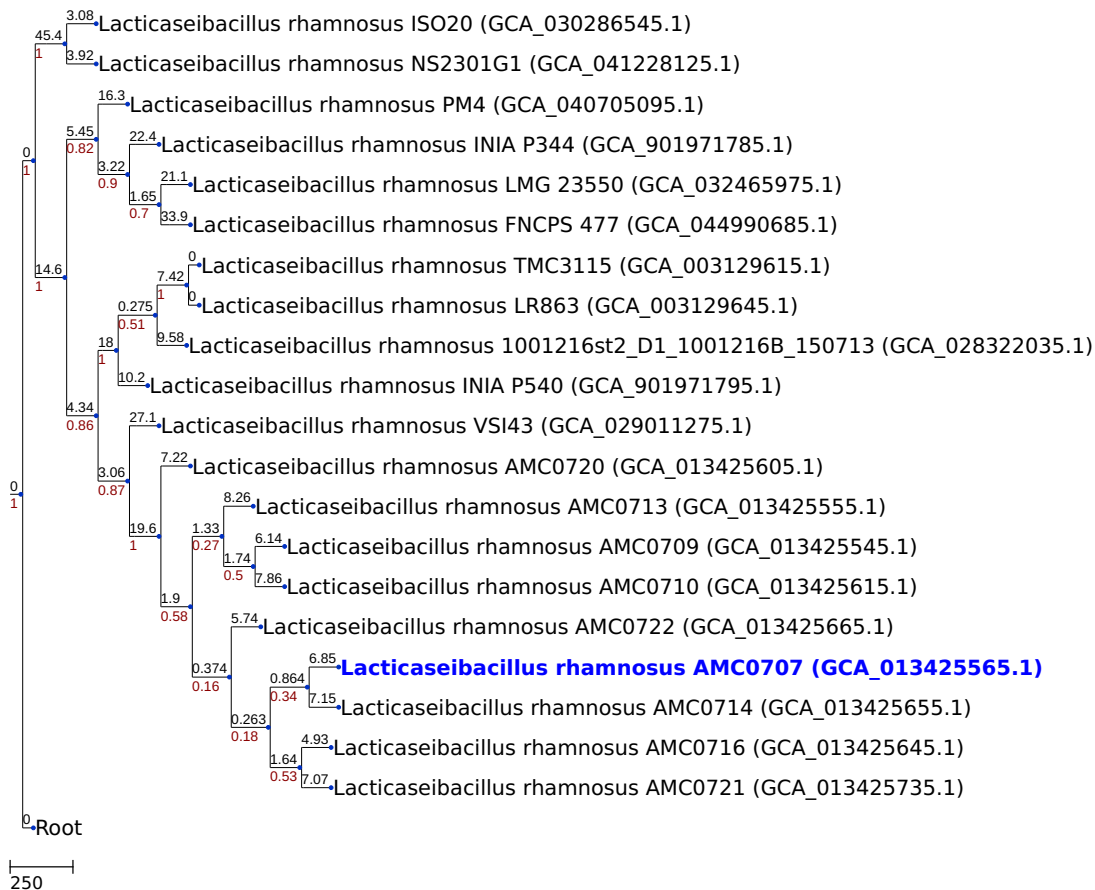 3.08
Lacticaseibacillus rhamnosus ISO20 (GCA_030286545.1)
45.4
1
3.92
Lacticaseibacillus rhamnosus NS2301G1 (GCA_041228125.1)
16.3
Lacticaseibacillus rhamnosus PM4 (GCA_040705095.1)
5.45
0.82
22.4
Lacticaseibacillus rhamnosus INIA P344 (GCA_901971785.1)
0
1
3.22
0.9
21.1
Lacticaseibacillus rhamnosus LMG 23550 (GCA_032465975.1)
1.65
0.7
33.9
Lacticaseibacillus rhamnosus FNCPS 477 (GCA_044990685.1)
0
Lacticaseibacillus rhamnosus TMC3115 (GCA_003129615.1)
14.6
1
7.42
1
0
Lacticaseibacillus rhamnosus LR863 (GCA_003129645.1)
0.275
0.51
9.58
Lacticaseibacillus rhamnosus 1001216st2_D1_1001216B_150713 (GCA_028322035.1)
18
1
10.2
Lacticaseibacillus rhamnosus INIA P540 (GCA_901971795.1)
4.34
0.86
27.1
Lacticaseibacillus rhamnosus VSI43 (GCA_029011275.1)
7.22
Lacticaseibacillus rhamnosus AMC0720 (GCA_013425605.1)
3.06
0.87
0
1
8.26
Lacticaseibacillus rhamnosus AMC0713 (GCA_013425555.1)
19.6
1
1.33
0.27
6.14
Lacticaseibacillus rhamnosus AMC0709 (GCA_013425545.1)
1.74
0.5
7.86
Lacticaseibacillus rhamnosus AMC0710 (GCA_013425615.1)
1.9
0.58
5.74
Lacticaseibacillus rhamnosus AMC0722 (GCA_013425665.1)
0.374
0.16
6.85
Lacticaseibacillus rhamnosus AMC0707 (GCA_013425565.1)
0.864
0.34
7.15
Lacticaseibacillus rhamnosus AMC0714 (GCA_013425655.1)
0.263
0.18
4.93
Lacticaseibacillus rhamnosus AMC0716 (GCA_013425645.1)
1.64
0.53
7.07
Lacticaseibacillus rhamnosus AMC0721 (GCA_013425735.1)
0
Root
250